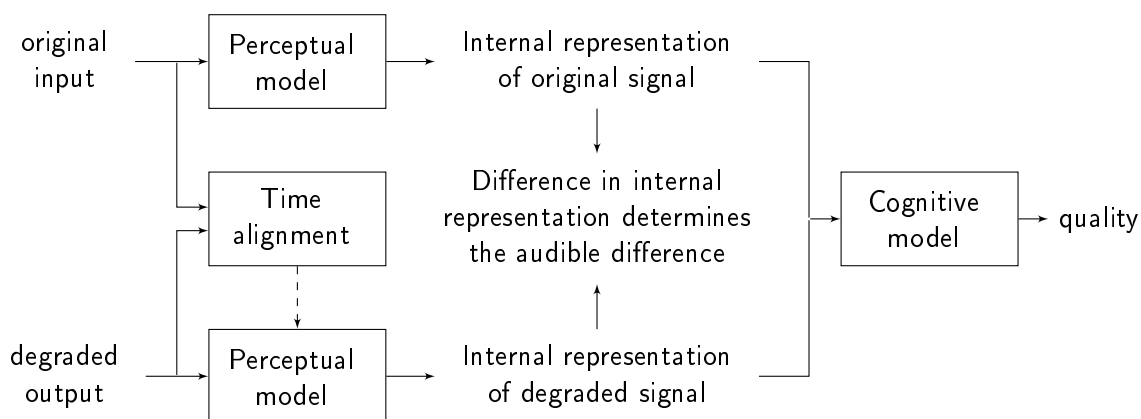 original
input
Perceptual
model
Internal representation
of original signal
Time
alignment
Difference in internal
representation determines
the audible difference
Cognitive
model
quality
degraded
output
Perceptual
model
Internal representation
of degraded signal